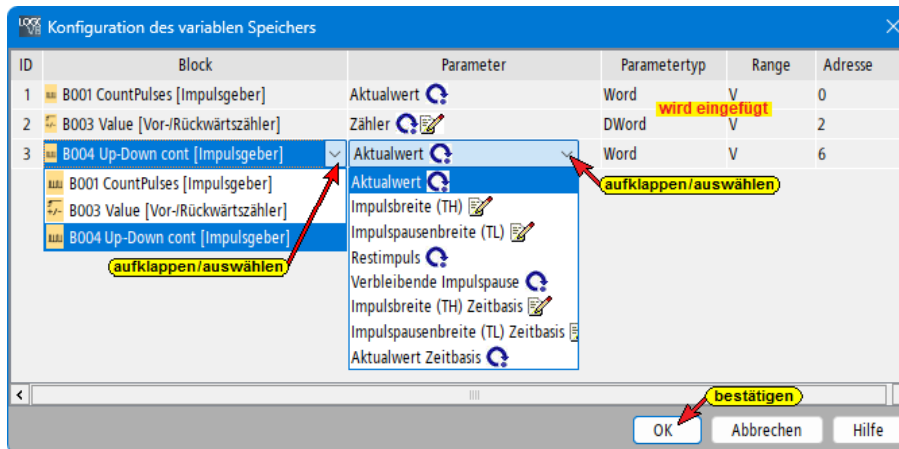 Konfiguration des variablen Speichers
ID Block Parameter Parametertyp Range Adresse
1 B001 CountPulses [Impulsgeber] Aktualwert Word V 0
wird eingefügt
2 B003 Value [Vor-/Rückwärtszähler] Zähler DWord V 2
3 B004 Up-Down cont [Impulsgeber] Aktualwert Word V 6
B001 CountPulses [Impulsgeber] Aktualwert aufklappen/auswählen
B003 Value [Vor-/Rückwärtszähler] Impulsbreite (TH)
B004 Up-Down cont [Impulsgeber] Impulspausenbreite (TL)
aufklappen/auswählen Restimpuls
Verbleibende Impulspause
Impulsbreite (TH) Zeitbasis
Impulspausenbreite (TL) Zeitbasis
Aktualwert Zeitbasis
bestätigen
OK Abbrechen Hilfe